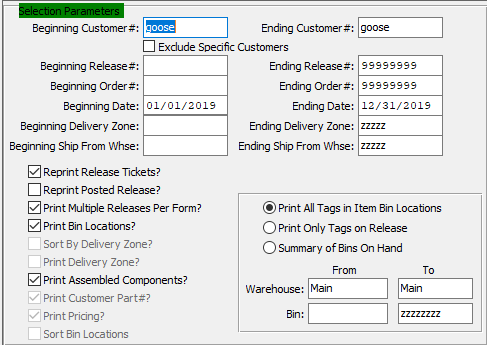 Selection Parameters
Beginning Customer#: goose Ending Customer#: goose
Exclude Specific Customers
Beginning Release#: Ending Release#: 99999999
Beginning Order#: Ending Order#: 99999999
Beginning Date: 01/01/2019 Ending Date: 12/31/2019
Beginning Delivery Zone: Ending Delivery Zone: zzzzz
Beginning Ship From Whse: Ending Ship From Whse: zzzzz
Reprint Release Tickets?
Reprint Posted Release?
Print Multiple Releases Per Form?
Print Bin Locations?
Sort By Delivery Zone?
Print Delivery Zone?
Print Assembled Components?
Print Customer Part#?
Print Pricing?
Sort Bin Locations
Print All Tags in Item Bin Locations
Print Only Tags on Release
Summary of Bins On Hand
From To
Warehouse: Main Main
Bin: zzzzzzzz